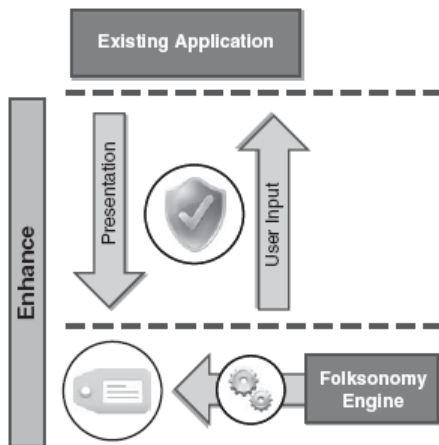 Existing Application
Enhance
Presentation
User Input
Folksonomy
Engine